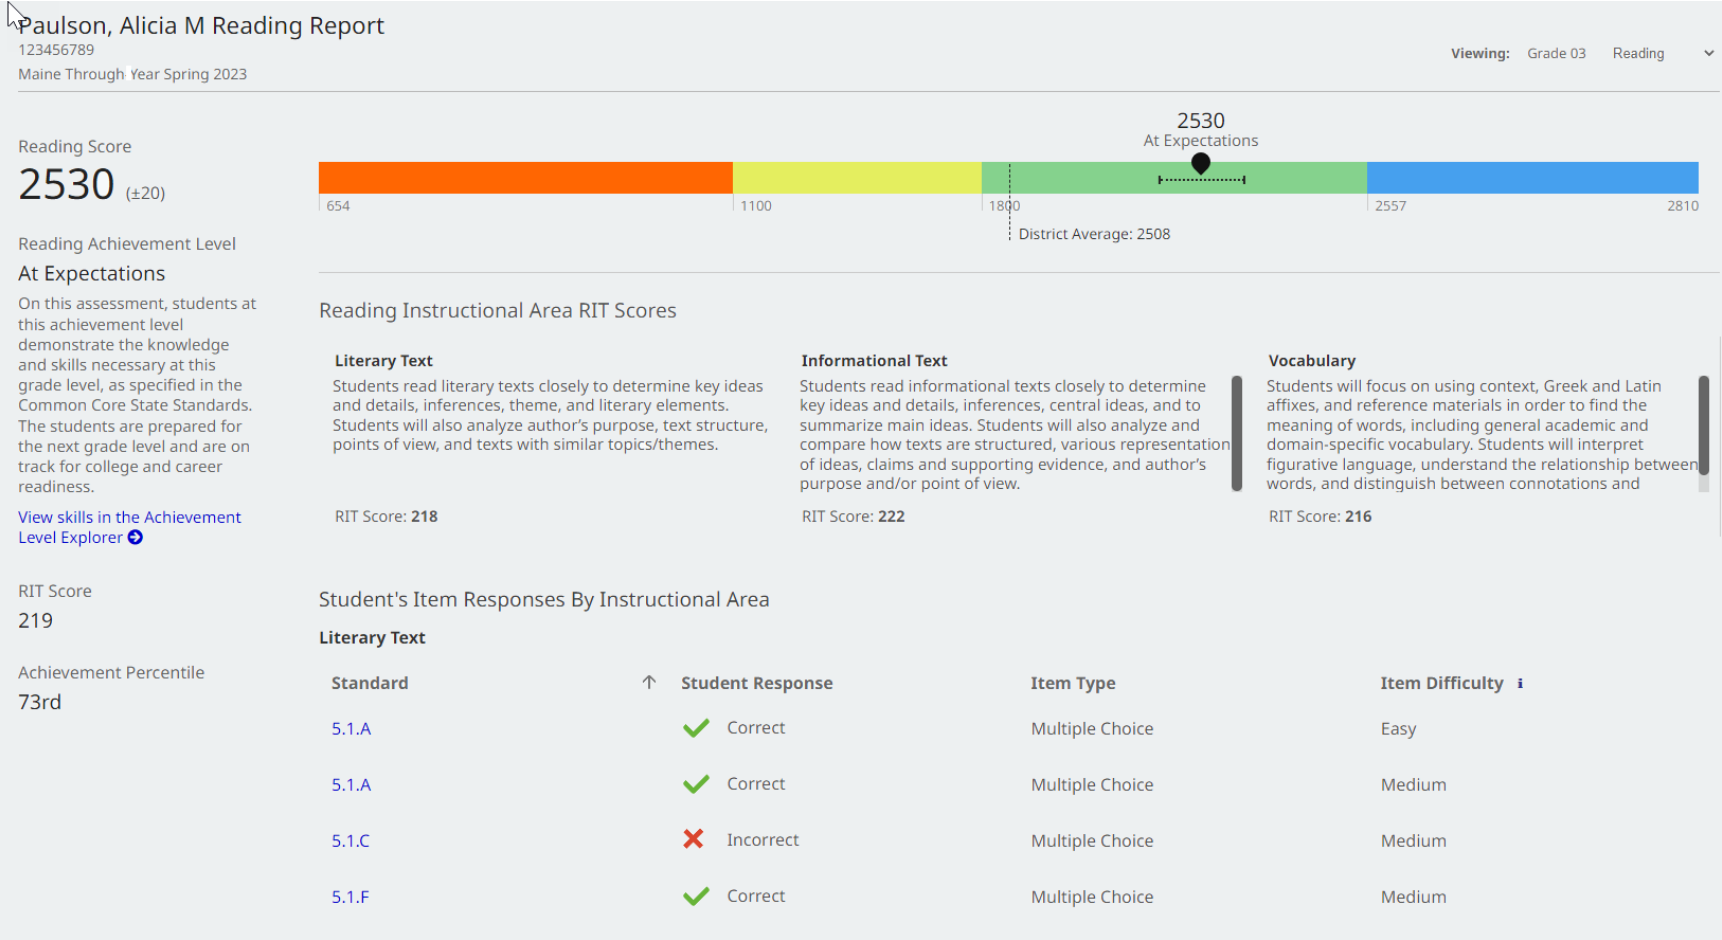 Paulson, Alicia M Reading Report
123456789
Maine Through Year Spring 2023
Viewing: Grade 03 Reading
Reading Score
2530 (±20)
Reading Achievement Level
At Expectations
On this assessment, students at
this achievement level
demonstrate the knowledge
and skills necessary at this
grade level, as specified in the
Common Core State Standards.
The students are prepared for
the next grade level and are on
track for college and career
readiness.
View skills in the Achievement
Level Explorer
RIT Score
219
Achievement Percentile
73rd
2530
At Expectations
654 1100 1800 2557 2810
District Average: 2508
Reading Instructional Area RIT Scores
Literary Text
Students read literary texts closely to determine key ideas
and details, inferences, theme, and literary elements.
Students will also analyze author's purpose, text structure,
points of view, and texts with similar topics/themes.
RIT Score: 218
Informational Text
Students read informational texts closely to determine
key ideas and details, inferences, central ideas, and to
summarize main ideas. Students will also analyze and
compare how texts are structured, various representation
of ideas, claims and supporting evidence, and author's
purpose and/or point of view.
RIT Score: 222
Vocabulary
Students will focus on using context, Greek and Latin
affixes, and reference materials in order to find the
meaning of words, including general academic and
domain-specific vocabulary. Students will interpret
figurative language, understand the relationship between
words, and distinguish between connotations and
RIT Score: 216
Student's Item Responses By Instructional Area
Literary Text
Standard Student Response Item Type Item Difficulty
5.1.A Correct Multiple Choice Easy
5.1.A Correct Multiple Choice Medium
5.1.C Incorrect Multiple Choice Medium
5.1.F Correct Multiple Choice Medium